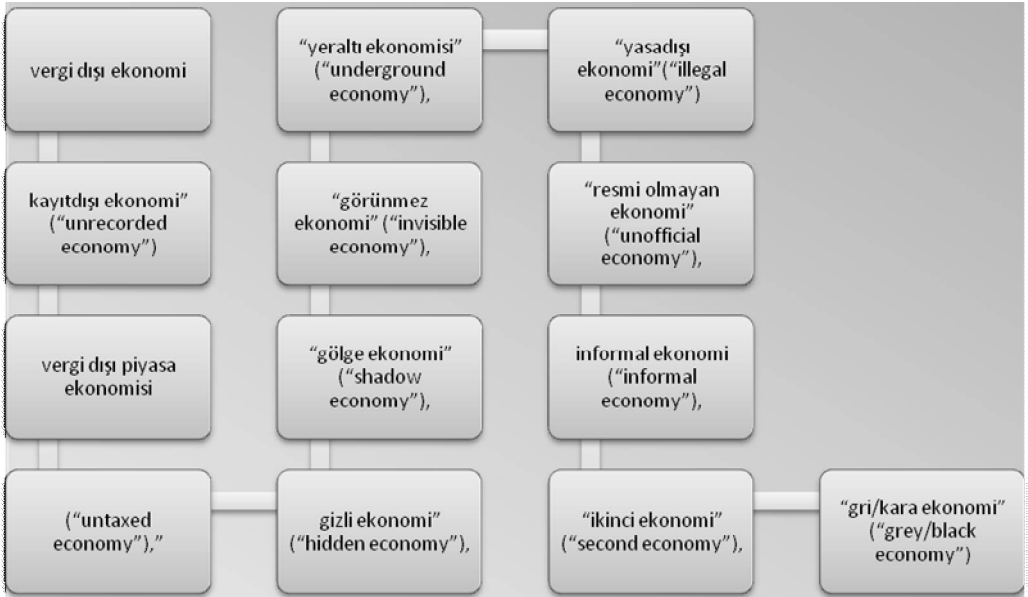 vergi dışı ekonomi
kayıtdışı ekonomi”
(“unrecorded
economy”)
vergi dışı piyasa
ekonomisi
(“untaxed
economy”),”
gizli ekonomi”
(“hidden economy”),
“gölge ekonomi”
(“shadow
economy”),
“görünmez
ekonomi” (“invisible
economy”),
“yeraltı ekonomisi”
(“underground
economy”),
“yasadışı
ekonomi”(“illegal
economy”)
“resmi olmayan
ekonomi”
(“unofficial
economy”),
informal ekonomi
(“informal
economy”),
“ikinci ekonomi”
(“second economy”),
“gri/kara ekonomi”
(“grey/black
economy”)